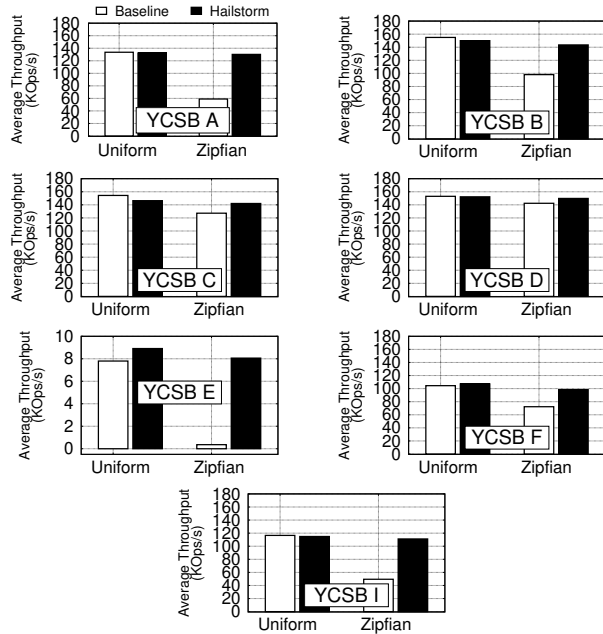 Baseline Hailstorm
Average Throughput
(KOps/s)
180
160
140
120
100
80
60
40
20
0
YCSB A
Uniform Zipfian
Average Throughput
(KOps/s)
180
160
140
120
100
80
60
40
20
0
YCSB B
Uniform Zipfian
Average Throughput
(KOps/s)
180
160
140
120
100
80
60
40
20
0
YCSB C
Uniform Zipfian
Average Throughput
(KOps/s)
180
160
140
120
100
80
60
40
20
0
YCSB D
Uniform Zipfian
Average Throughput
(KOps/s)
10
8
6
4
2
0
YCSB E
Uniform Zipfian
Average Throughput
(KOps/s)
180
160
140
120
100
80
60
40
20
0
YCSB F
Uniform Zipfian
Average Throughput
(KOps/s)
180
160
140
120
100
80
60
40
20
0
YCSB I
Uniform Zipfian